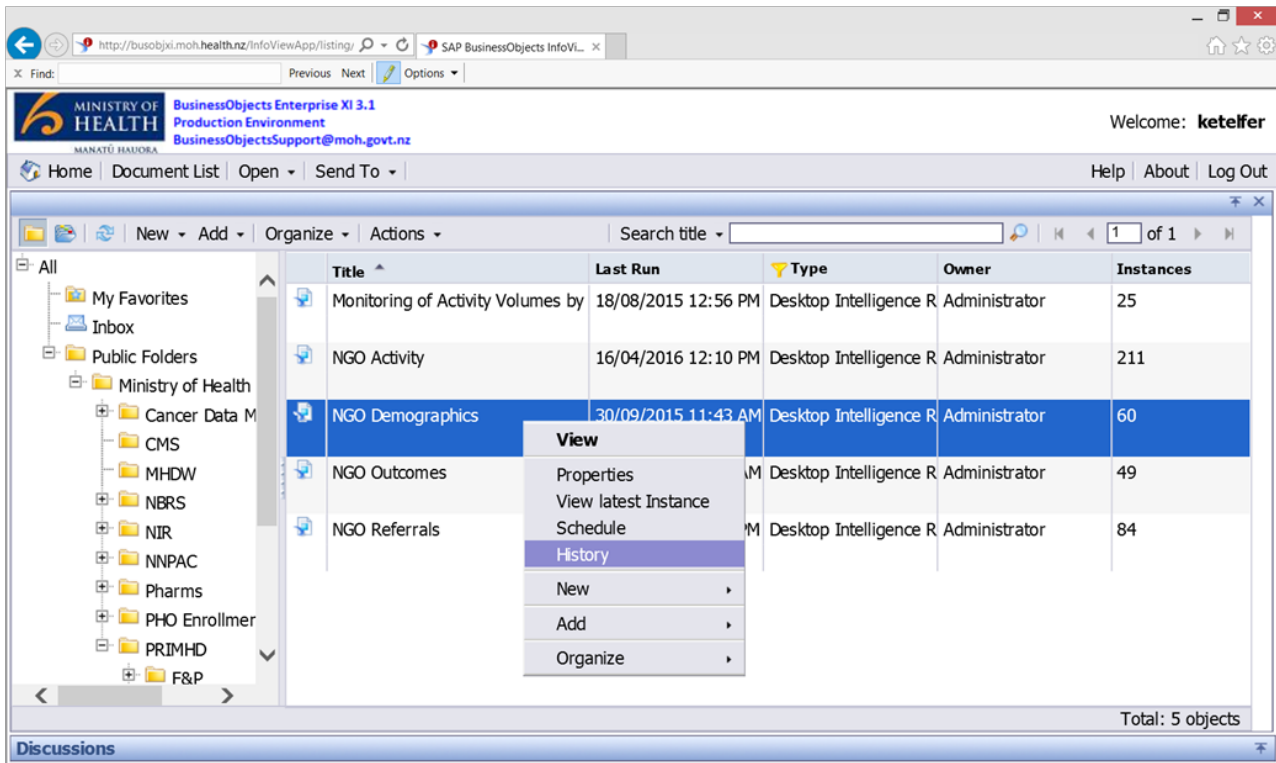 http://busobjxi.moh.health.nz/InfoViewApp/listing/ SAP BusinessObjects InfoVi...
x Find: Previous Next Options
MINISTRY OF HEALTH
MANATŪ HAUORA
BusinessObjects Enterprise XI 3.1
Production Environment
BusinessObjectsSupport@moh.govt.nz
Welcome: ketelfer
Home Document List Open Send To Help About Log Out
New Add Organize Actions Search title 1 of 1
All
My Favorites
Inbox
Public Folders
Ministry of Health
Cancer Data M
CMS
MHDW
NBRS
NIR
NNPAC
Pharms
PHO Enrollmer
PRIMHD
F&P
Title Last Run Type Owner Instances
Monitoring of Activity Volumes by 18/08/2015 12:56 PM Desktop Intelligence R Administrator 25
NGO Activity 16/04/2016 12:10 PM Desktop Intelligence R Administrator 211
NGO Demographics 30/09/2015 11:43 AM Desktop Intelligence R Administrator 60
NGO Outcomes AM Desktop Intelligence R Administrator 49
NGO Referrals PM Desktop Intelligence R Administrator 84
View
Properties
View latest Instance
Schedule
History
New
Add
Organize
Total: 5 objects
Discussions